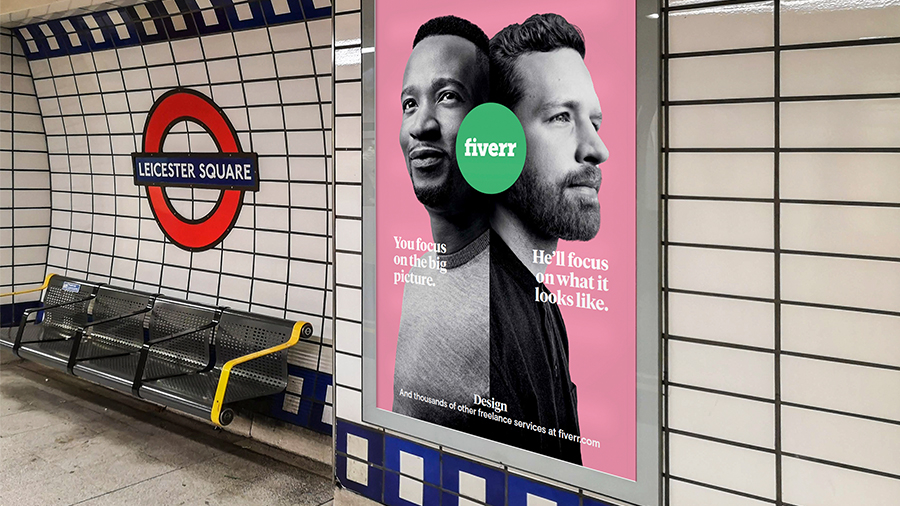 LEICESTER SQUARE
fiverr
You focus
on the big
picture.
He'll focus
on what it
looks like.
Design
And thousands of other freelance services at fiverr.com